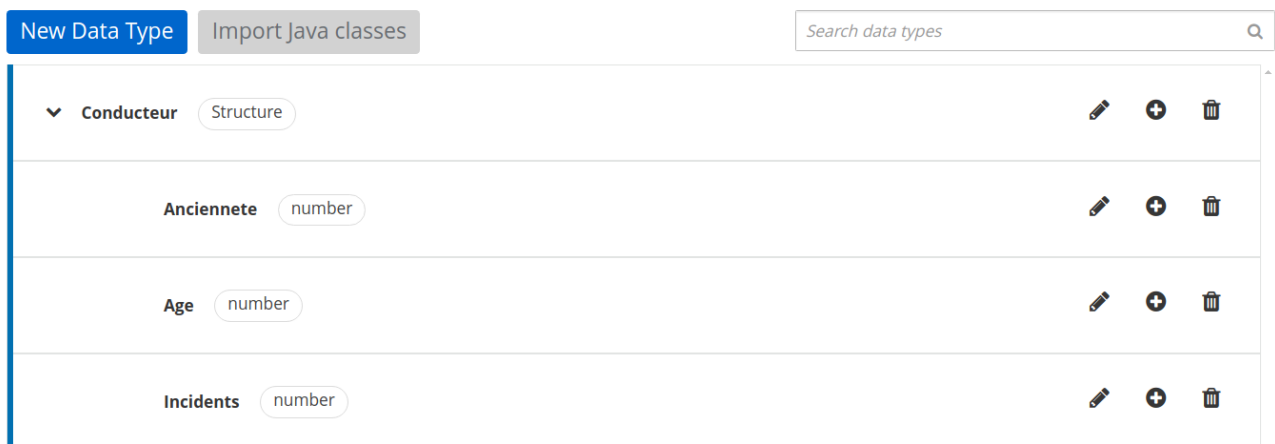 New Data Type Import Java classes Search data types
Conducteur Structure
Anciennete number
Age number
Incidents number